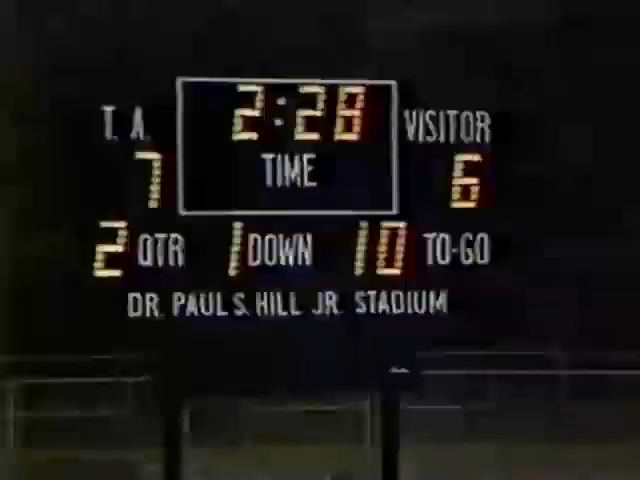 2:28
T. A. VISITOR
TIME
7 6
2 QTR 1 DOWN 10 TO-GO
DR. PAUL S. HILL JR. STADIUM